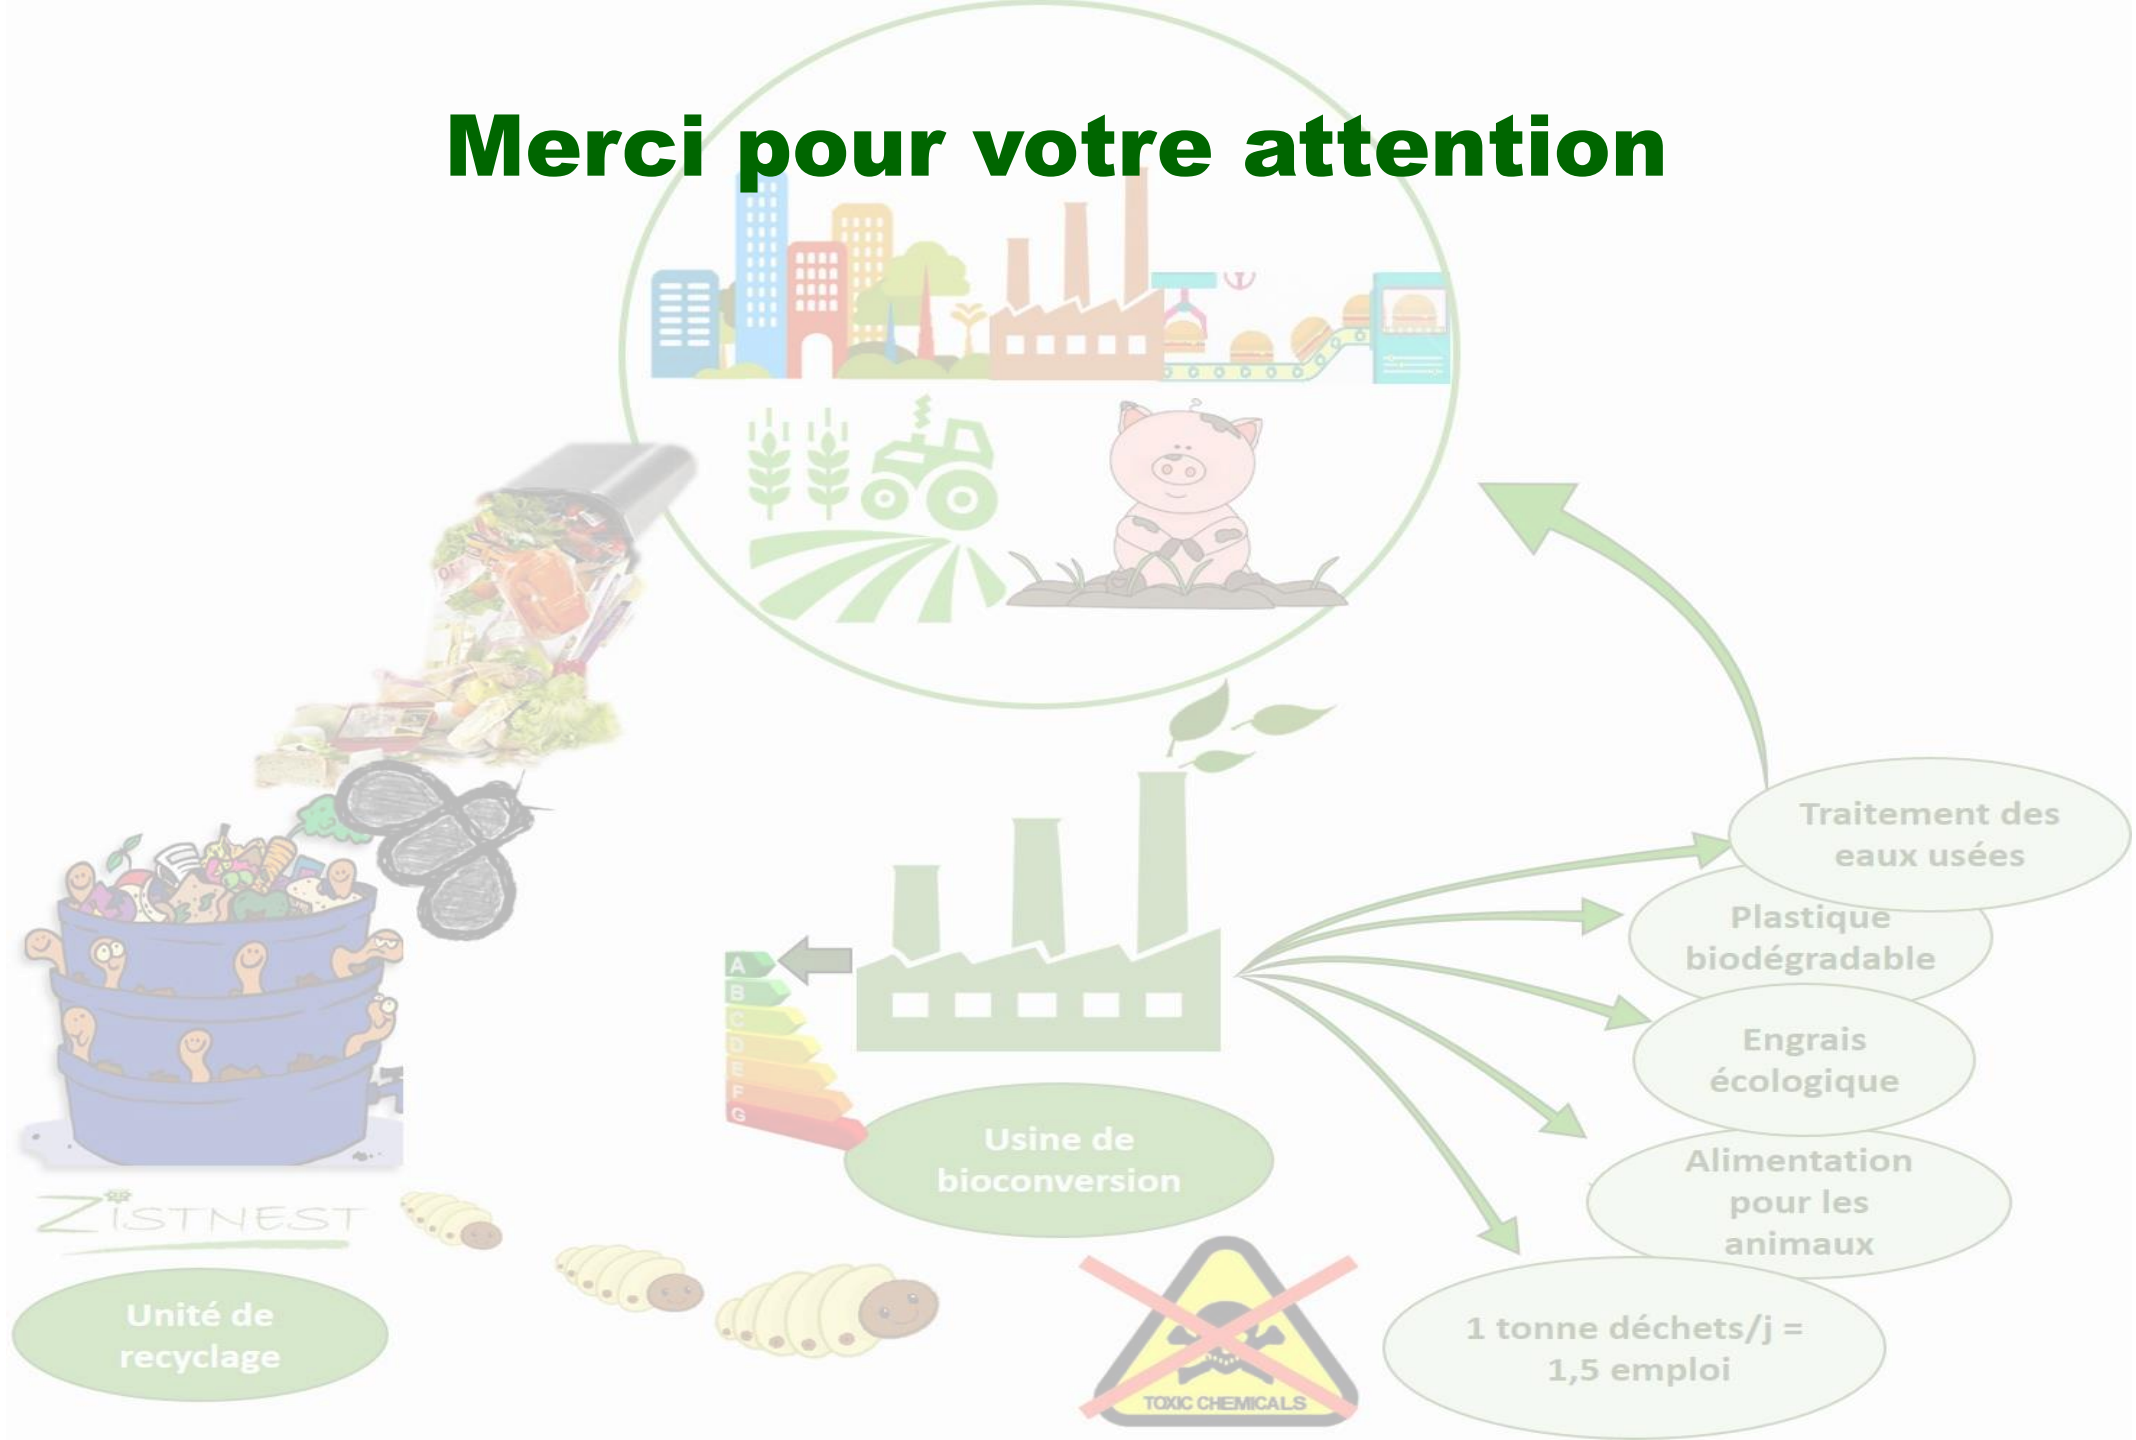 Merci pour votre attention
Traitement des
eaux usées
Plastique
biodégradable
A
B
C
D
E
F
G
Engrais
écologique
Usine de
bioconversion
Alimentation
pour les
animaux
ZISTNEST
Unité de
recyclage
1 tonne déchets/j =
1,5 emploi
TOXIC CHEMICALS